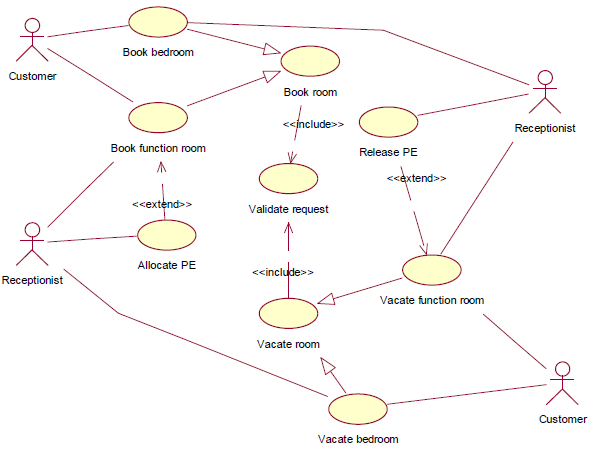 Book bedroom
Customer
Book room
<<include>>
Book function room
Release PE
Receptionist
<<extend>>
<<extend>>
Validate request
Receptionist
Allocate PE
<<include>>
Vacate function room
Vacate room
Customer
Vacate bedroom